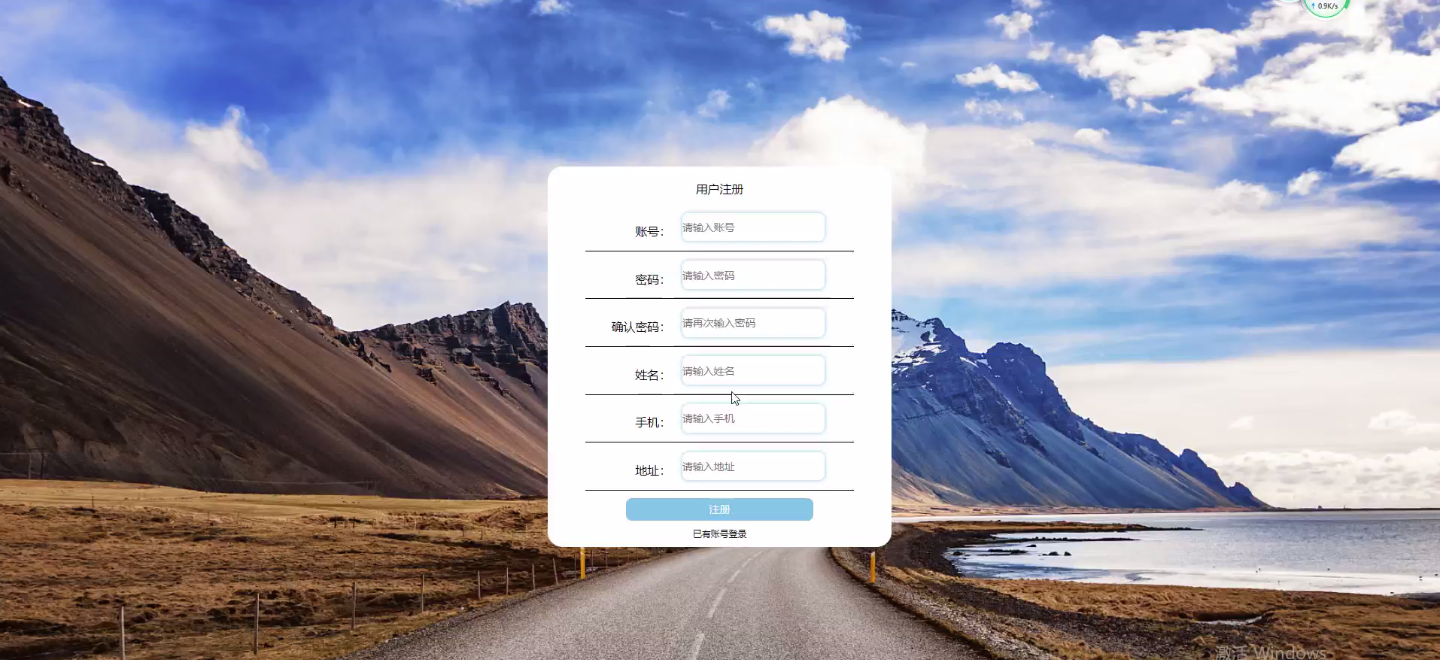 ↑ 0.9K/s
用户注册
账号： 请输入账号
密码： 请输入密码
确认密码： 请再次输入密码
姓名： 请输入姓名
手机： 请输入手机
地址： 请输入地址
注册
已有账号登录
激活 Windows